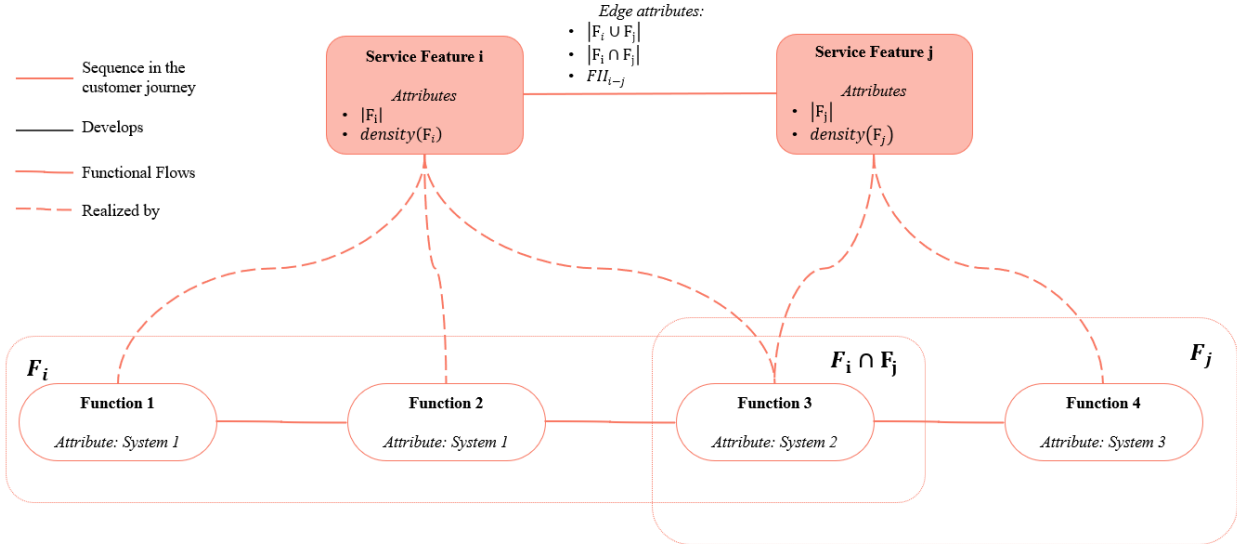 Edge attributes:
• |Fᵢ ∪ Fⱼ|
• |Fᵢ ∩ Fⱼ|
• FIIᵢ₋ⱼ
Service Feature i
Attributes
• |Fᵢ|
• density(Fᵢ)
Service Feature j
Attributes
• |Fⱼ|
• density(Fⱼ)
Sequence in the
customer journey
Develops
Functional Flows
Realized by
Fᵢ
Fᵢ ∩ Fⱼ
Fⱼ
Function 1
Attribute: System 1
Function 2
Attribute: System 1
Function 3
Attribute: System 2
Function 4
Attribute: System 3